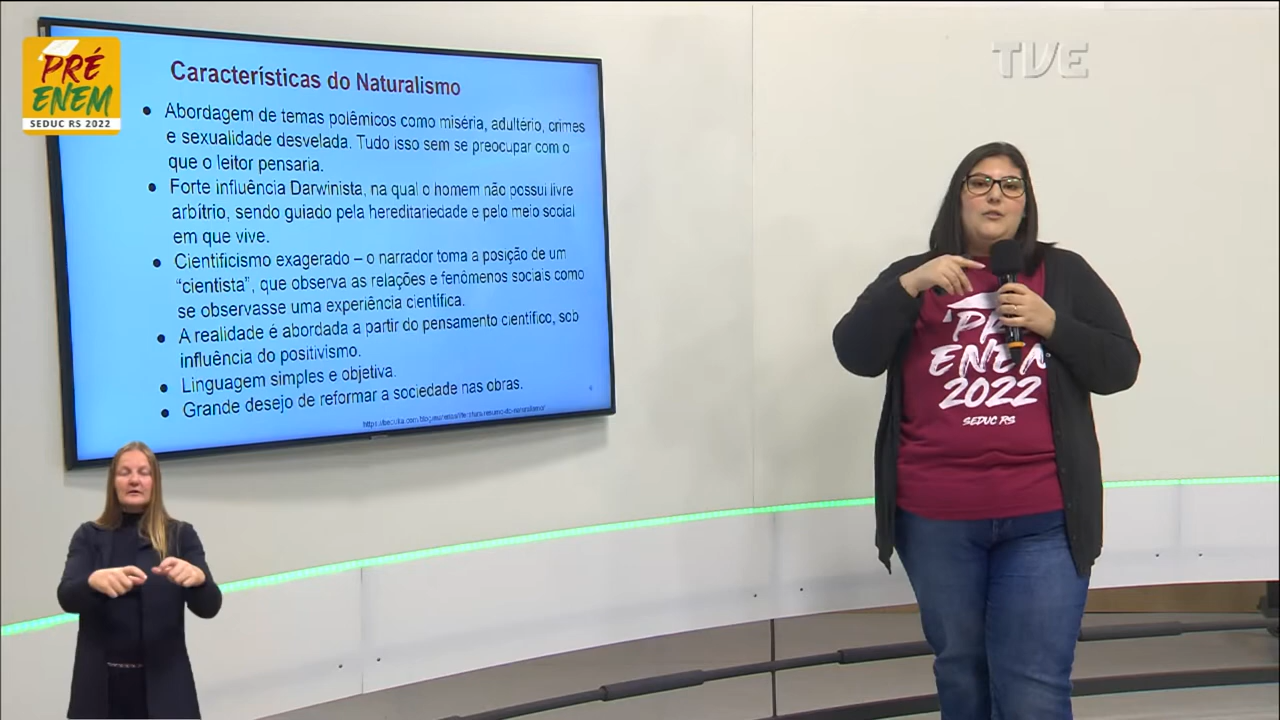 PRÉ
ENEM
SEDUC RS 2022
TVE
Características do Naturalismo
• Abordagem de temas polêmicos como miséria, adultério, crimes
e sexualidade desvelada. Tudo isso sem se preocupar com o
que o leitor pensaria.
• Forte influência Darwinista, na qual o homem não possui livre
arbítrio, sendo guiado pela hereditariedade e pelo meio social
em que vive.
• Cientificismo exagerado – o narrador toma a posição de um
“cientista”, que observa as relações e fenômenos sociais como
se observasse uma experiência científica.
• A realidade é abordada a partir do pensamento científico, sob
influência do positivismo.
• Linguagem simples e objetiva.
• Grande desejo de reformar a sociedade nas obras.
PRÉ
ENEM
2022
SEDUC RS